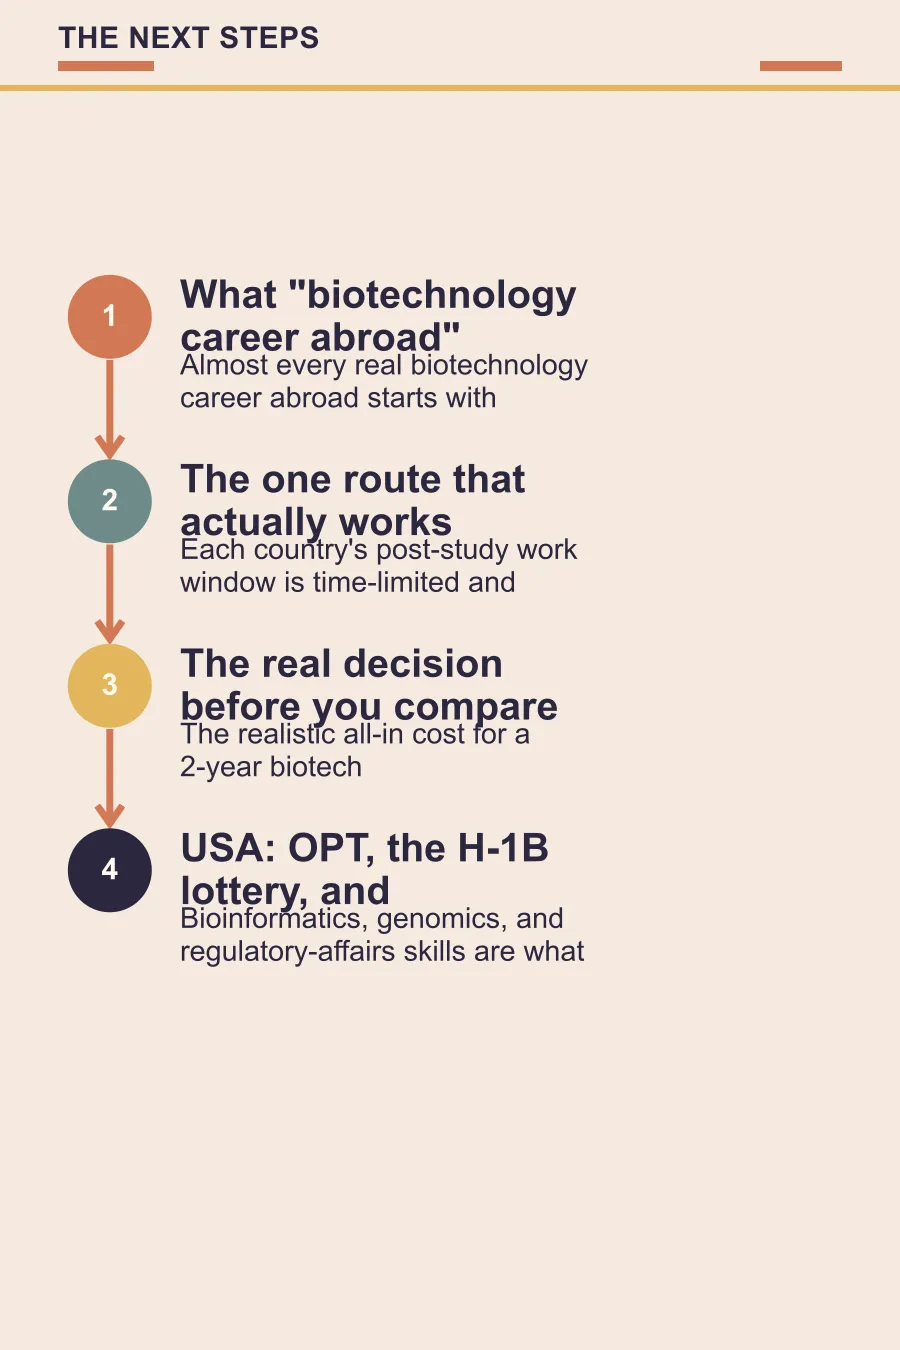 THE NEXT STEPS
1
What "biotechnology
career abroad"
Almost every real biotechnology
career abroad starts with
2
The one route that
actually works
Each country's post-study work
window is time-limited and
3
The real decision
before you compare
The realistic all-in cost for a
2-year biotech
4
USA: OPT, the H-1B
lottery, and
Bioinformatics, genomics, and
regulatory-affairs skills are what